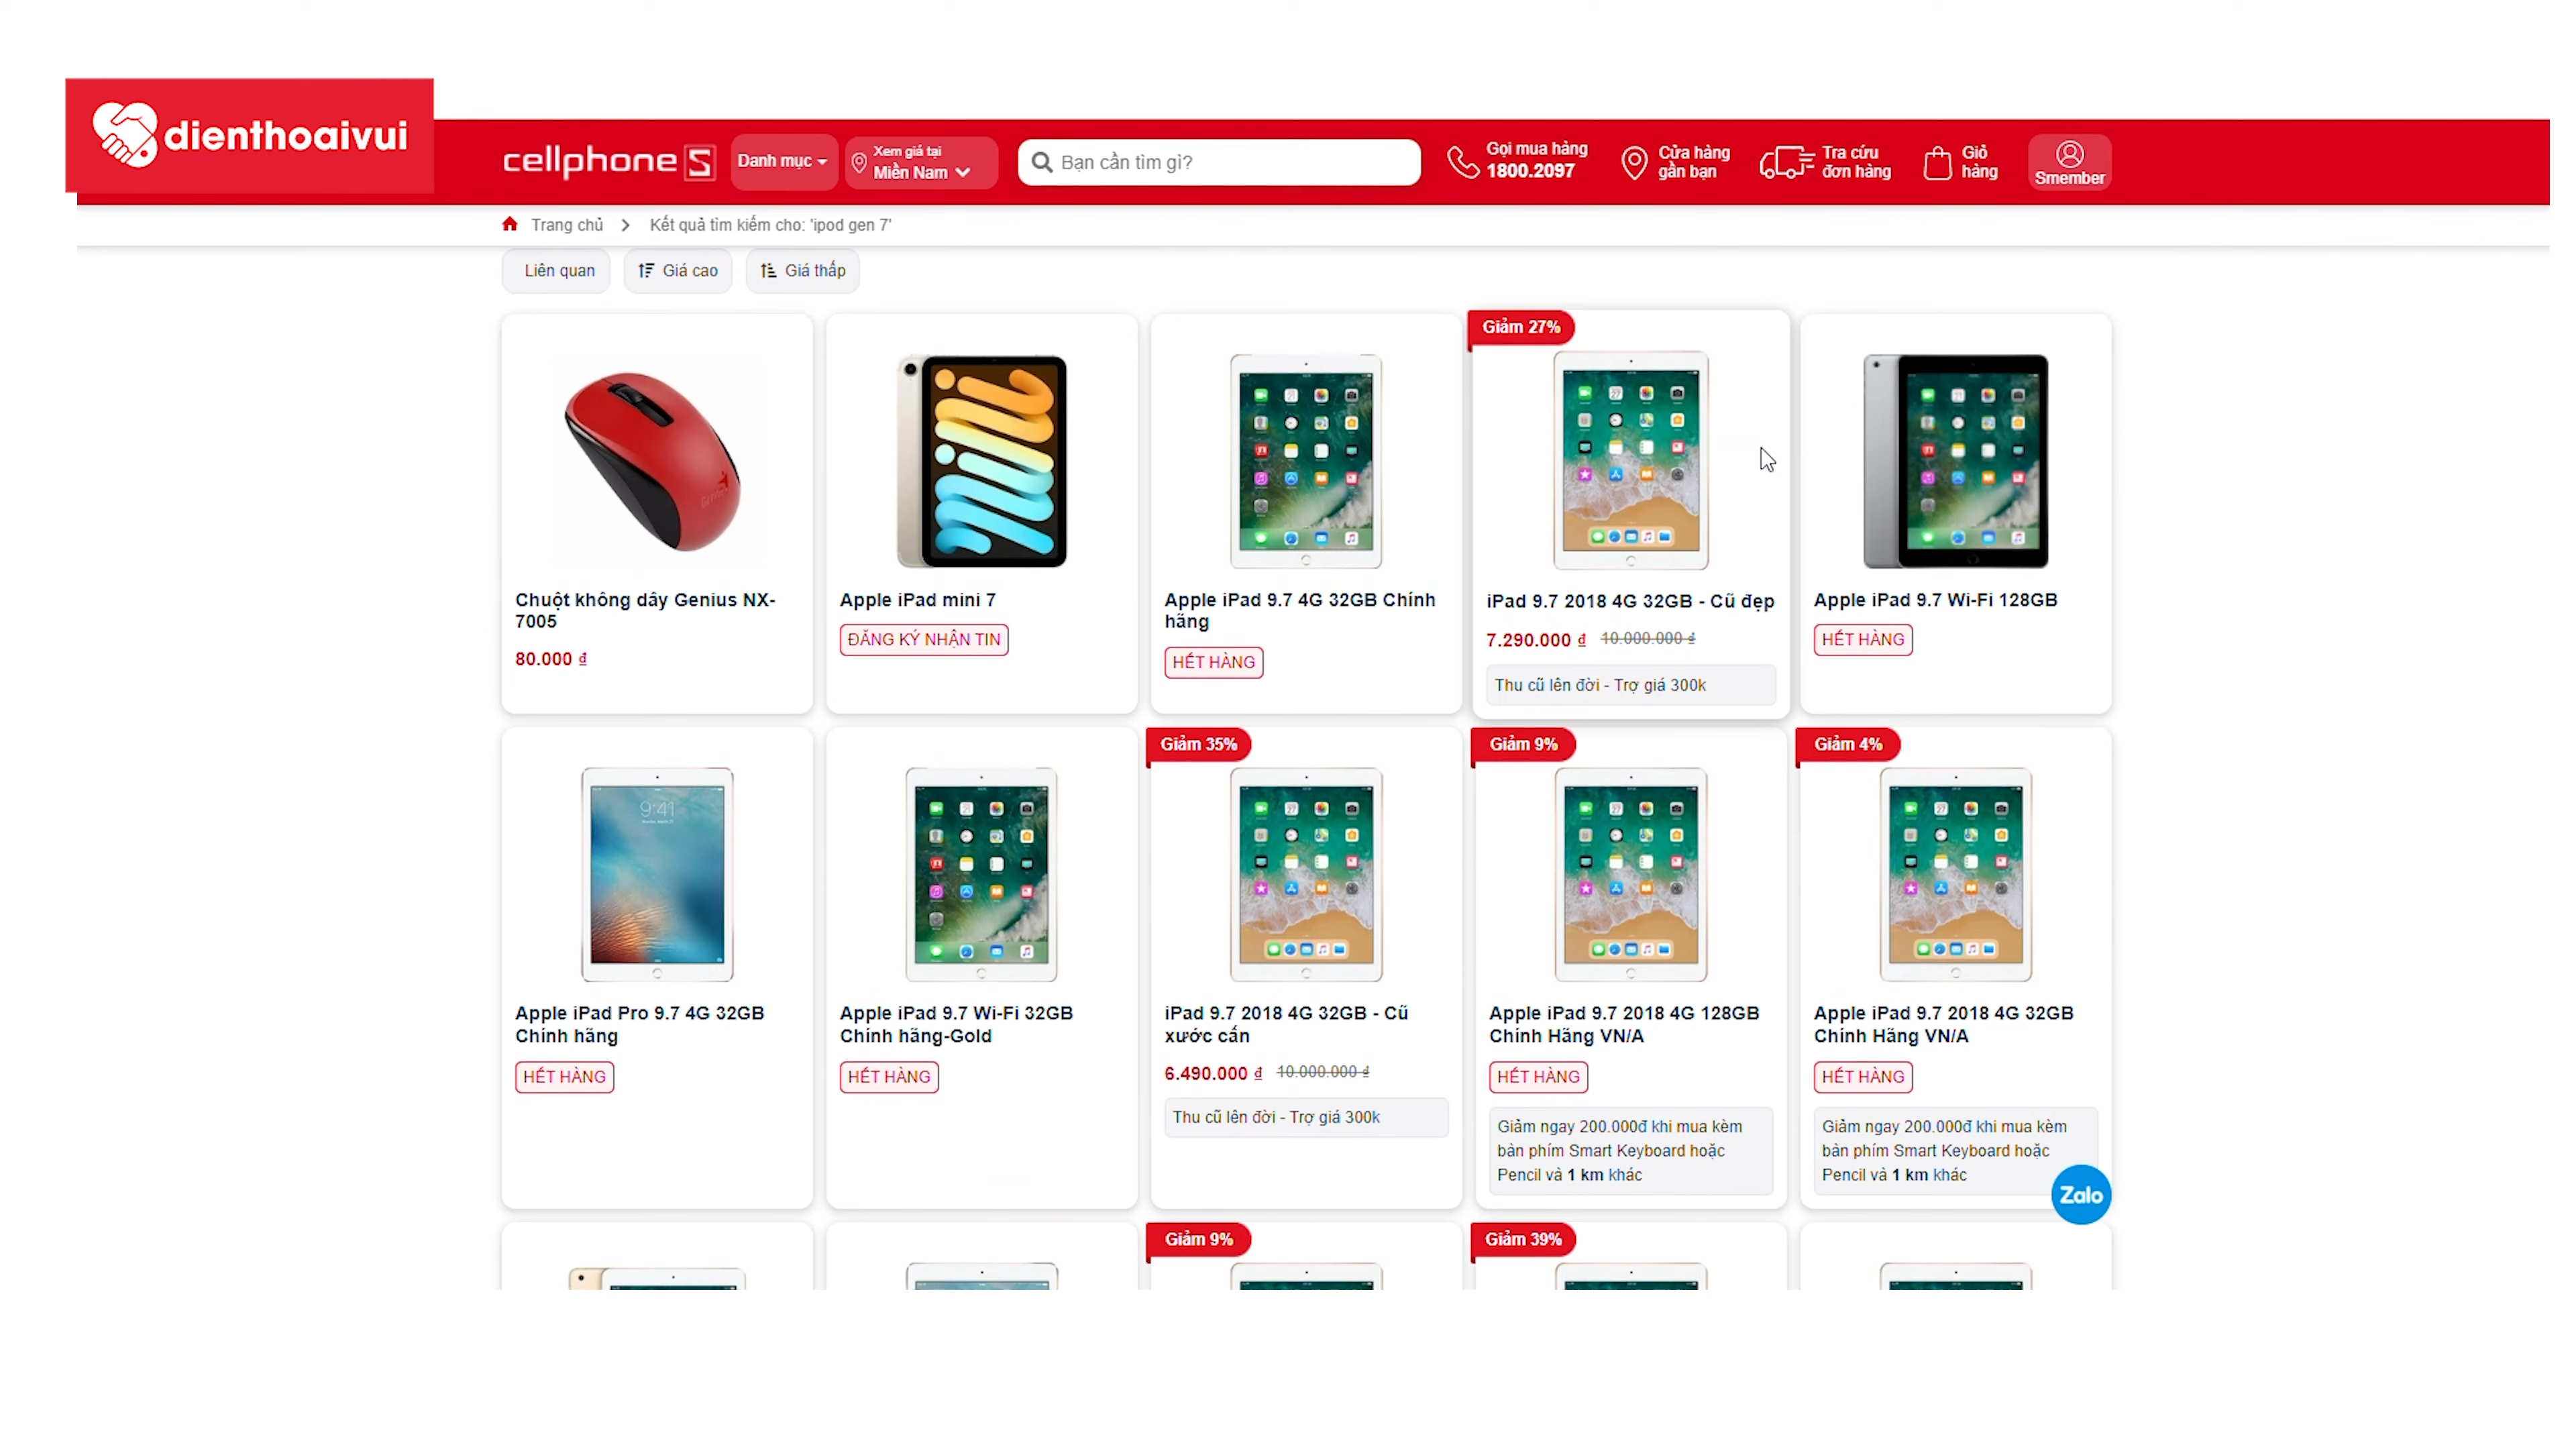 dienthoaivui
cellphoneS
Danh mục
Xem giá tại
Miền Nam
Bạn cần tìm gì?
Gọi mua hàng
1800.2097
Cửa hàng
gần bạn
Tra cứu
đơn hàng
Giỏ
hàng
Smember
Trang chủ
Kết quả tìm kiếm cho: 'ipod gen 7'
Liên quan
Giá cao
Giá thấp
Chuột không dây Genius NX-
7005
80.000 ₫
Apple iPad mini 7
ĐĂNG KÝ NHẬN TIN
Apple iPad 9.7 4G 32GB Chính
hãng
HẾT HÀNG
Giảm 27%
iPad 9.7 2018 4G 32GB - Cũ đẹp
7.290.000 ₫ 10.000.000 ₫
Thu cũ lên đời - Trợ giá 300k
Apple iPad 9.7 Wi-Fi 128GB
HẾT HÀNG
9:41
Apple iPad Pro 9.7 4G 32GB
Chính hãng
HẾT HÀNG
Apple iPad 9.7 Wi-Fi 32GB
Chính hãng-Gold
HẾT HÀNG
Giảm 35%
iPad 9.7 2018 4G 32GB - Cũ
xước cấn
6.490.000 ₫ 10.000.000 ₫
Thu cũ lên đời - Trợ giá 300k
Giảm 9%
Apple iPad 9.7 2018 4G 128GB
Chính Hãng VN/A
HẾT HÀNG
Giảm ngay 200.000đ khi mua kèm
bàn phím Smart Keyboard hoặc
Pencil và 1 km khác
Giảm 4%
Apple iPad 9.7 2018 4G 32GB
Chính Hãng VN/A
HẾT HÀNG
Giảm ngay 200.000đ khi mua kèm
bàn phím Smart Keyboard hoặc
Pencil và 1 km khác
Zalo
Giảm 9%
Giảm 39%